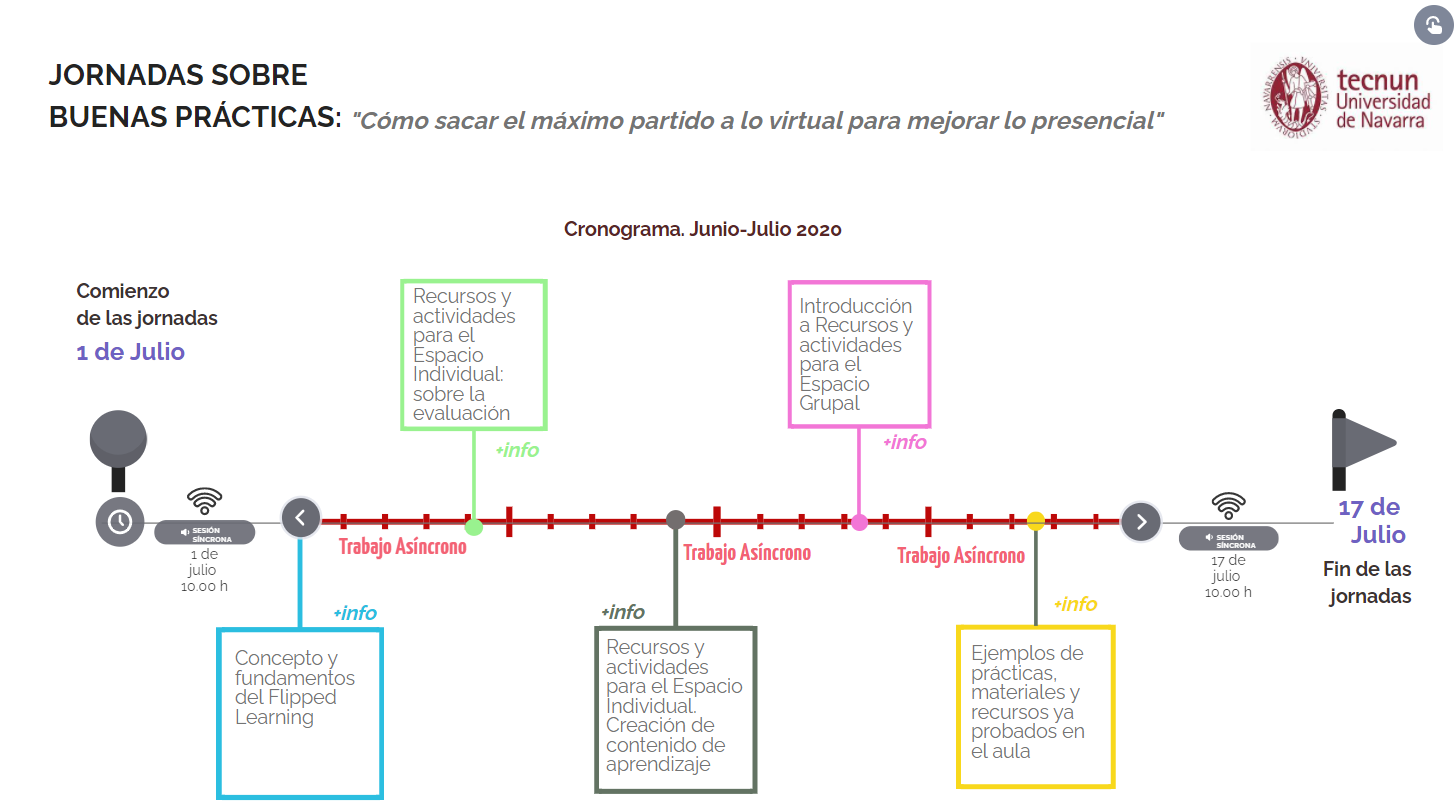 JORNADAS SOBRE
BUENAS PRÁCTICAS: "Cómo sacar el máximo partido a lo virtual para mejorar lo presencial"
tecnun
Universidad
de Navarra
Cronograma. Junio-Julio 2020
Comienzo
de las jornadas
1 de Julio
Recursos y
actividades
para el
Espacio
Individual:
sobre la
evaluación
+info
Introducción
a Recursos y
actividades
para el
Espacio
Grupal
+info
SESIÓN
SÍNCRONA
1 de
julio
10.00 h
Trabajo Asíncrono
Trabajo Asíncrono
Trabajo Asíncrono
SESIÓN
SÍNCRONA
17 de
julio
10.00 h
17 de
Julio
Fin de las
jornadas
+info
Concepto y
fundamentos
del Flipped
Learning
+info
Recursos y
actividades
para el Espacio
Individual.
Creación de
contenido de
aprendizaje
+info
Ejemplos de
prácticas,
materiales y
recursos ya
probados en
el aula